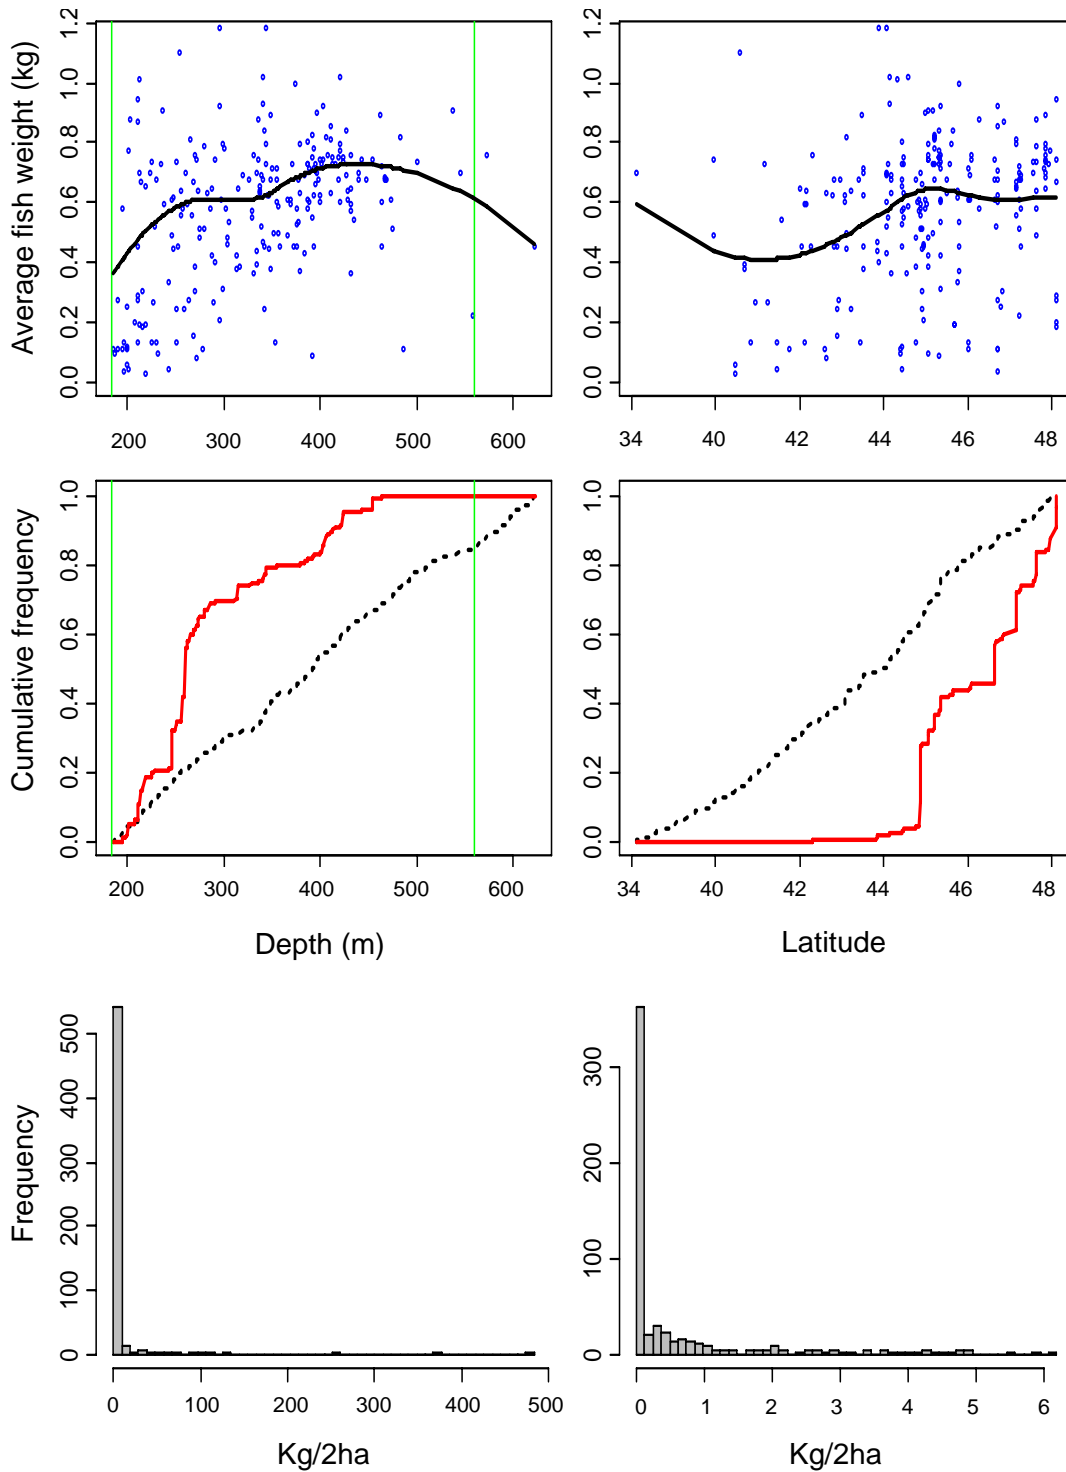 Average fish weight (kg)
0.0 0.2 0.4 0.6 0.8 1.0 1.2
200 300 400 500 600
34 40 42 44 46 48
Cumulative frequency
0.0 0.2 0.4 0.6 0.8 1.0
200 300 400 500 600
Depth (m)
0.0 0.2 0.4 0.6 0.8 1.0 1.2
34 40 42 44 46 48
0.0 0.2 0.4 0.6 0.8 1.0
Latitude
Frequency
0 100 200 300 400 500
0 100 200 300 400 500
Kg/2ha
0 100 200 300
0 1 2 3 4 5 6
Kg/2ha